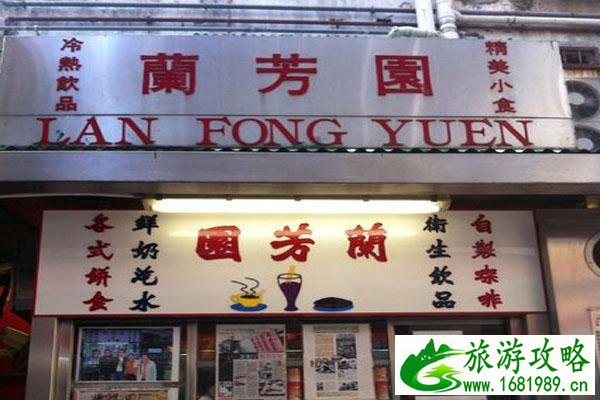 冷熱飲品
蘭芳園
精美小食
LAN FONG YUEN
自製咖啡
衛生飲品
蘭芳園
鮮奶汽水
各式餅食
旅游攻略
www.1681989.cn